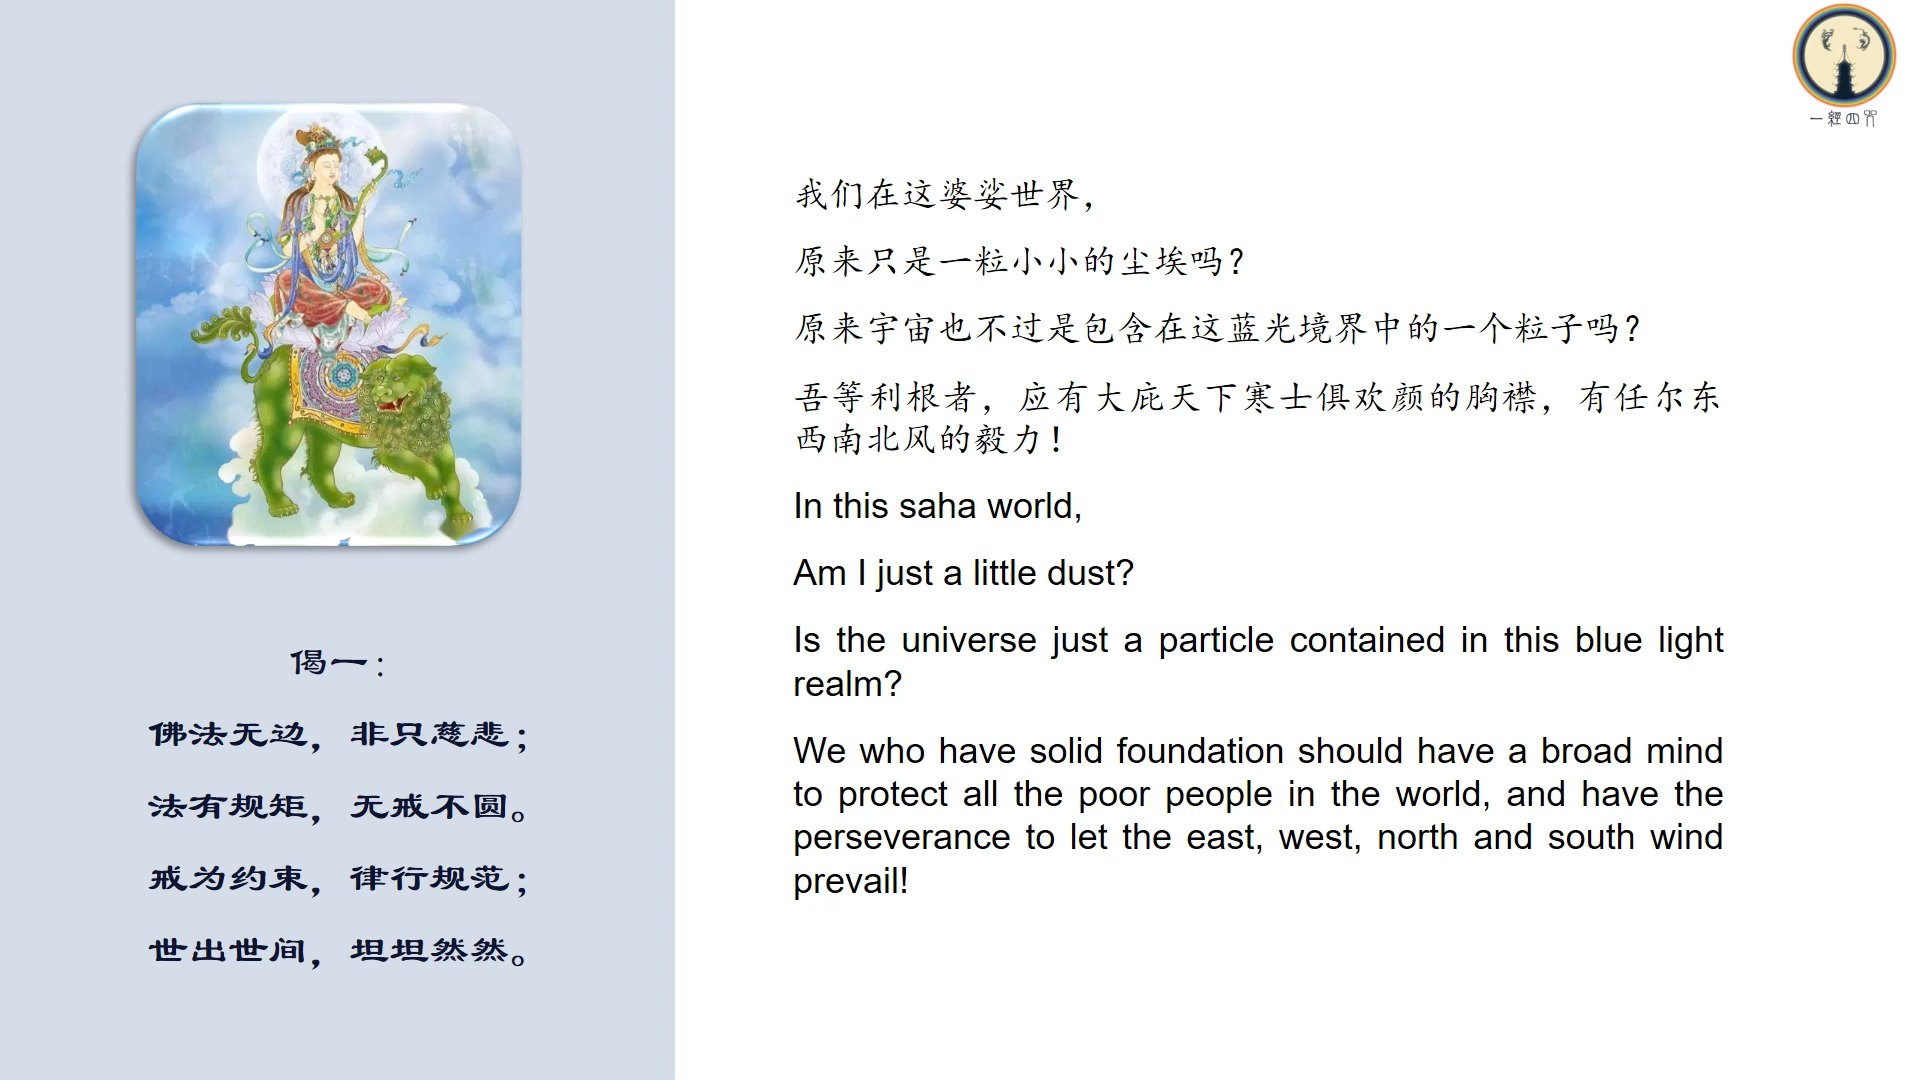 一經四咒
偈一：
佛法无边，非只慈悲；
法有规矩，无戒不圆。
戒为约束，律行规范；
世出世间，坦坦然然。
我们在这婆娑世界，
原来只是一粒小小的尘埃吗？
原来宇宙也不过是包含在这蓝光境界中的一个粒子吗？
吾等利根者，应有大庇天下寒士俱欢颜的胸襟，有任尔东
西南北风的毅力！
In this saha world,
Am I just a little dust?
Is the universe just a particle contained in this blue light
realm?
We who have solid foundation should have a broad mind
to protect all the poor people in the world, and have the
perseverance to let the east, west, north and south wind
prevail!